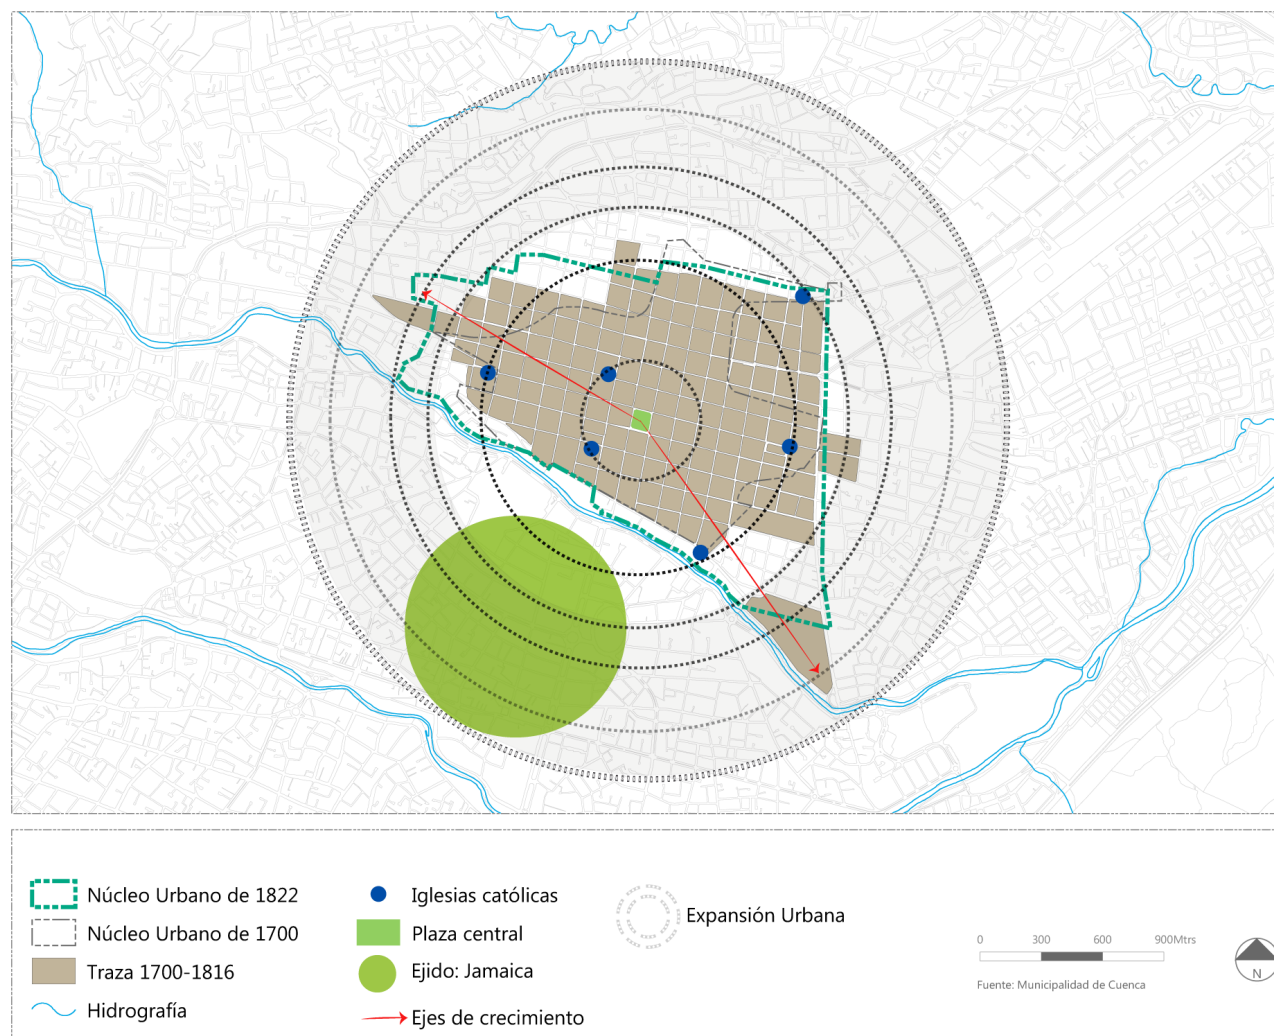 Núcleo Urbano de 1822
Núcleo Urbano de 1700
Traza 1700-1816
Hidrografía
Iglesias católicas
Plaza central
Ejido: Jamaica
Ejes de crecimiento
Expansión Urbana
0 300 600 900Mtrs
Fuente: Municipalidad de Cuenca
N